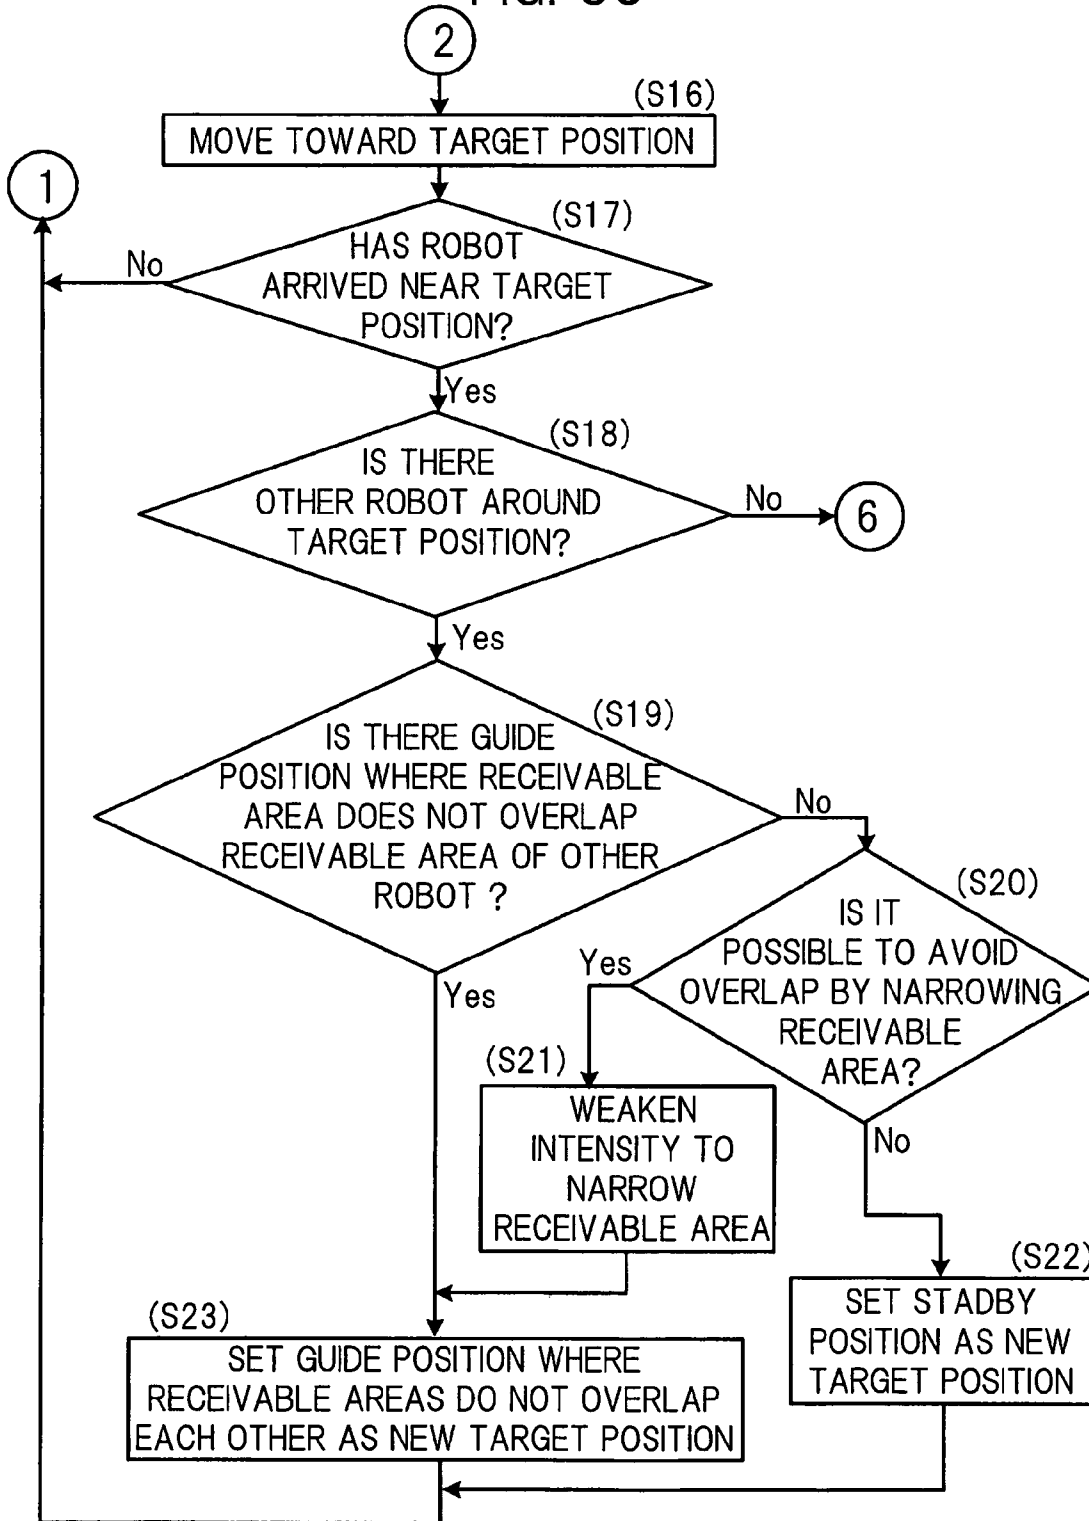 2
(S16)
MOVE TOWARD TARGET POSITION
1
(S17)
HAS ROBOT
ARRIVED NEAR TARGET
POSITION?
No
Yes
(S18)
IS THERE
OTHER ROBOT AROUND
TARGET POSITION?
No
6
Yes
(S19)
IS THERE GUIDE
POSITION WHERE RECEIVABLE
AREA DOES NOT OVERLAP
RECEIVABLE AREA OF OTHER
ROBOT ?
No
Yes
(S20)
IS IT
POSSIBLE TO AVOID
OVERLAP BY NARROWING
RECEIVABLE
AREA?
Yes
No
(S21)
WEAKEN
INTENSITY TO
NARROW
RECEIVABLE AREA
(S22)
SET STADBY
POSITION AS NEW
TARGET POSITION
(S23)
SET GUIDE POSITION WHERE
RECEIVABLE AREAS DO NOT OVERLAP
EACH OTHER AS NEW TARGET POSITION